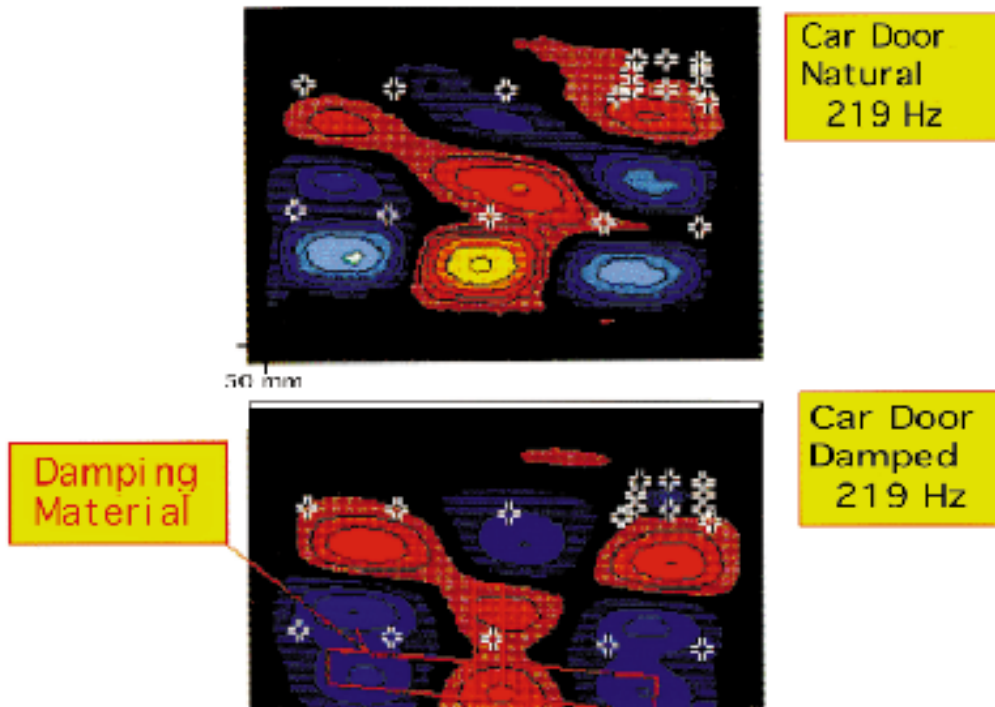 Car Door
Natural
219 Hz
50 mm
Car Door
Damped
219 Hz
Damping
Material